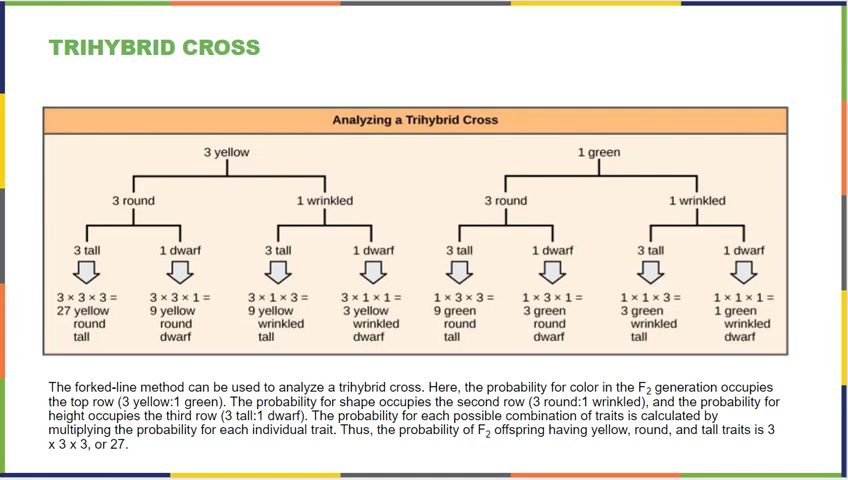 TRIHYBRID CROSS
Analyzing a Trihybrid Cross
3 yellow 1 green
3 round 1 wrinkled 3 round 1 wrinkled
3 tall 1 dwarf 3 tall 1 dwarf 3 tall 1 dwarf 3 tall 1 dwarf
3 × 3 × 3 = 3 × 3 × 1 = 3 × 1 × 3 = 3 × 1 × 1 = 1 × 3 × 3 = 1 × 3 × 1 = 1 × 1 × 3 = 1 × 1 × 1 =
27 yellow 9 yellow 9 yellow 3 yellow 9 green 3 green 3 green 1 green
round round wrinkled wrinkled round round wrinkled wrinkled
tall dwarf tall dwarf tall dwarf tall dwarf
The forked-line method can be used to analyze a trihybrid cross. Here, the probability for color in the F2 generation occupies
the top row (3 yellow:1 green). The probability for shape occupies the second row (3 round:1 wrinkled), and the probability for
height occupies the third row (3 tall:1 dwarf). The probability for each possible combination of traits is calculated by
multiplying the probability for each individual trait. Thus, the probability of F2 offspring having yellow, round, and tall traits is 3
x 3 x 3, or 27.